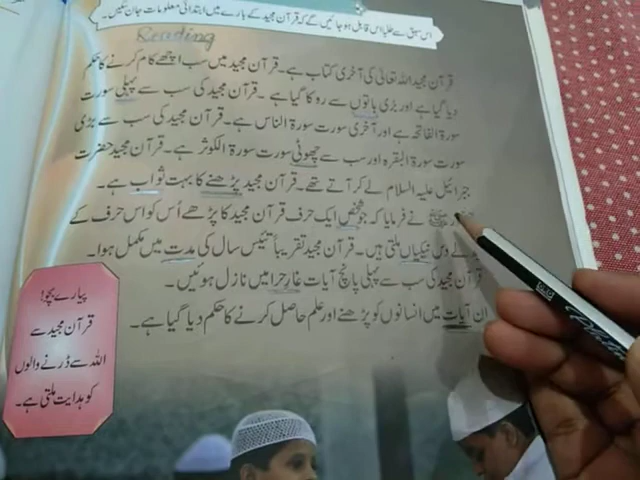 اس سبق سے طلبا اس قابل ہو جائیں گے کہ قرآن مجید کے بارے میں ابتدائی معلومات جان سکیں۔
Reading
قرآن مجید اللہ تعالیٰ کی آخری کتاب ہے۔ قرآن مجید میں سب اچھے کام کرنے کا حکم
دیا گیا ہے اور بری باتوں سے روکا گیا ہے۔ قرآن مجید کی سب سے پہلی سورت
سورۃ الفاتحہ ہے اور آخری سورت سورۃ الناس ہے۔ قرآن مجید کی سب سے بڑی
سورت سورۃ البقرہ اور سب سے چھوٹی سورت سورۃ الکوثر ہے۔ قرآن مجید حضرت
جبرائیل علیہ السلام لے کر آتے تھے۔ قرآن مجید پڑھنے کا بہت ثواب ہے۔
ﷺ نے فرمایا کہ جو شخص ایک حرف قرآن مجید کا پڑھے اُس کو اس حرف کے
دس نیکیاں ملتی ہیں۔ قرآن مجید تقریباً تئیس سال کی مدت میں مکمل ہوا۔
قرآن مجید کی سب سے پہلی پانچ آیات غارِ حرا میں نازل ہوئیں۔
ان آیات میں انسانوں کو پڑھنے اور علم حاصل کرنے کا حکم دیا گیا ہے۔
پیارے بچو!
قرآن مجید سے
اللہ سے ڈرنے والوں
کو ہدایت ملتی ہے۔